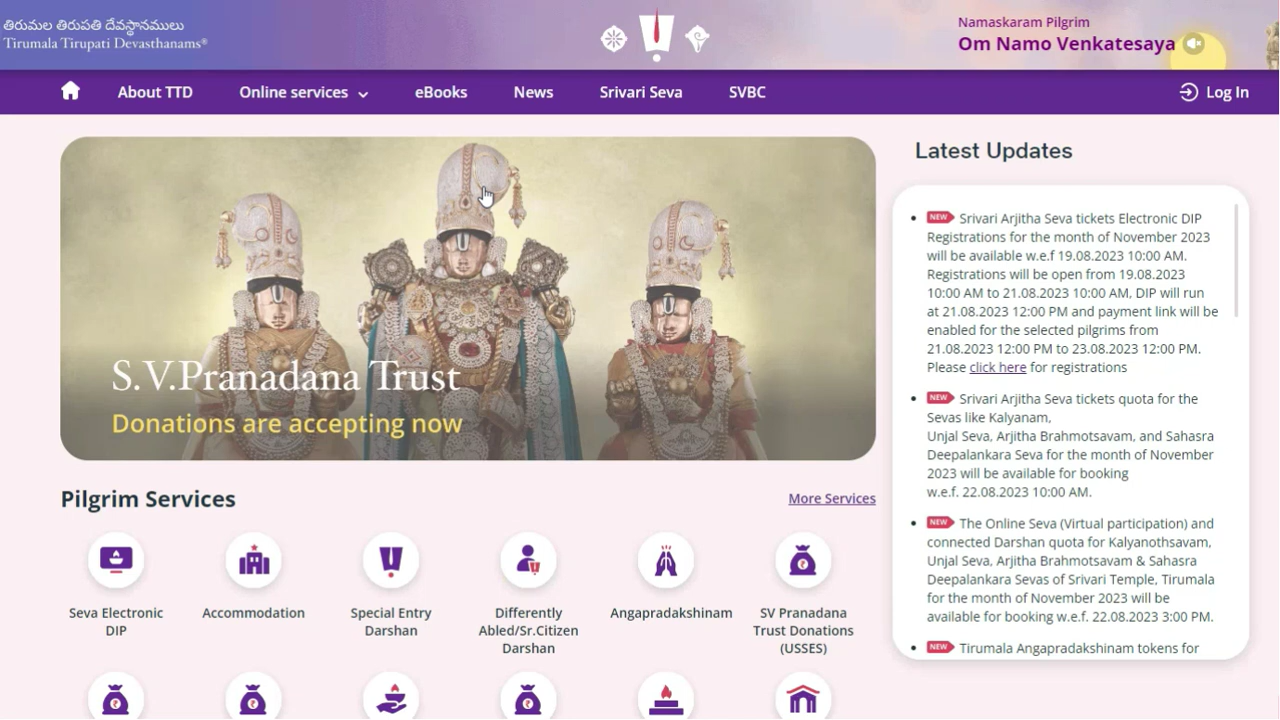 తిరుమల తిరుపతి దేవస్థానములు
Tirumala Tirupati Devasthanams®
Namaskaram Pilgrim
Om Namo Venkatesaya
About TTD
Online services
eBooks
News
Srivari Seva
SVBC
Log In
S.V.Pranadana Trust
Donations are accepting now
Latest Updates
NEW Srivari Arjitha Seva tickets Electronic DIP
Registrations for the month of November 2023
will be available w.e.f 19.08.2023 10:00 AM.
Registrations will be open from 19.08.2023
10:00 AM to 21.08.2023 10:00 AM, DIP will run
at 21.08.2023 12:00 PM and payment link will be
enabled for the selected pilgrims from
21.08.2023 12:00 PM to 23.08.2023 12:00 PM.
Please click here for registrations
NEW Srivari Arjitha Seva tickets quota for the
Sevas like Kalyanam,
Unjal Seva, Arjitha Brahmotsavam, and Sahasra
Deepalankara Seva for the month of November
2023 will be available for booking
w.e.f. 22.08.2023 10:00 AM.
NEW The Online Seva (Virtual participation) and
connected Darshan quota for Kalyanothsavam,
Unjal Seva, Arjitha Brahmotsavam & Sahasra
Deepalankara Sevas of Srivari Temple, Tirumala
for the month of November 2023 will be
available for booking w.e.f. 22.08.2023 3:00 PM.
NEW Tirumala Angapradakshinam tokens for
Pilgrim Services
More Services
Seva Electronic
DIP
Accommodation
Special Entry
Darshan
Differently
Abled/Sr.Citizen
Darshan
Angapradakshinam
SV Pranadana
Trust Donations
(USSES)